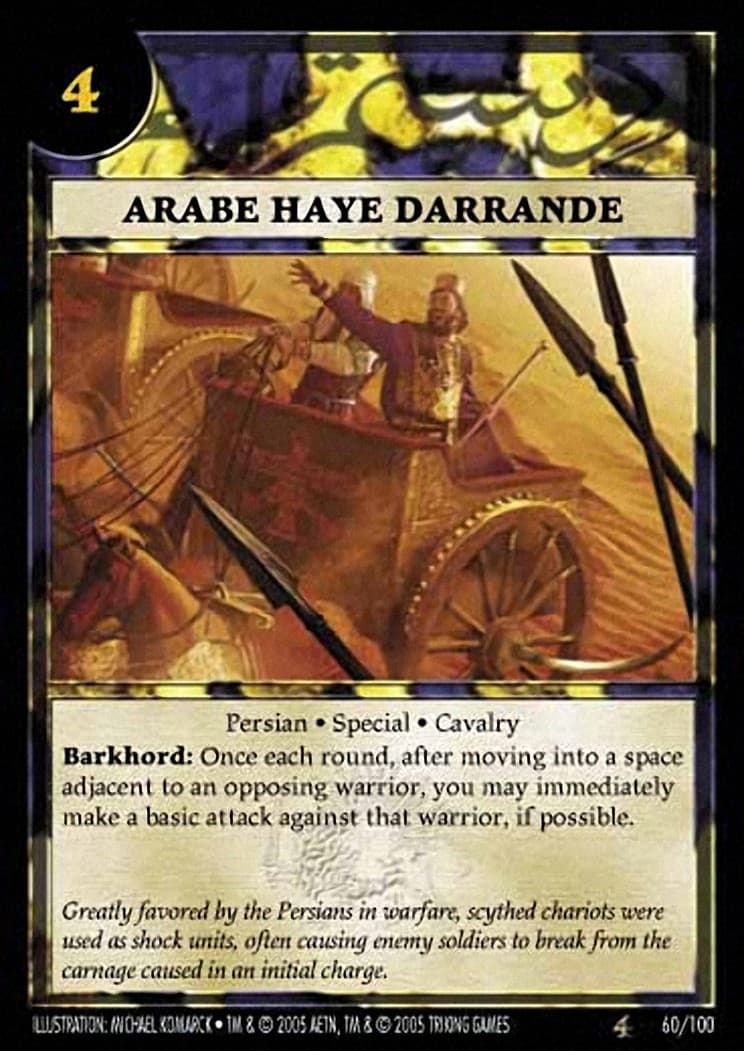 4
رستم
ARABE HAYE DARRANDE
Persian • Special • Cavalry
Barkhord: Once each round, after moving into a space
adjacent to an opposing warrior, you may immediately
make a basic attack against that warrior, if possible.
Greatly favored by the Persians in warfare, scythed chariots were
used as shock units, often causing enemy soldiers to break from the
carnage caused in an initial charge.
ILLUSTRATION: MICHAEL KOMARCK • TM & © 2005 AETN, TM & © 2005 TRIKING GAMES
4 60/100